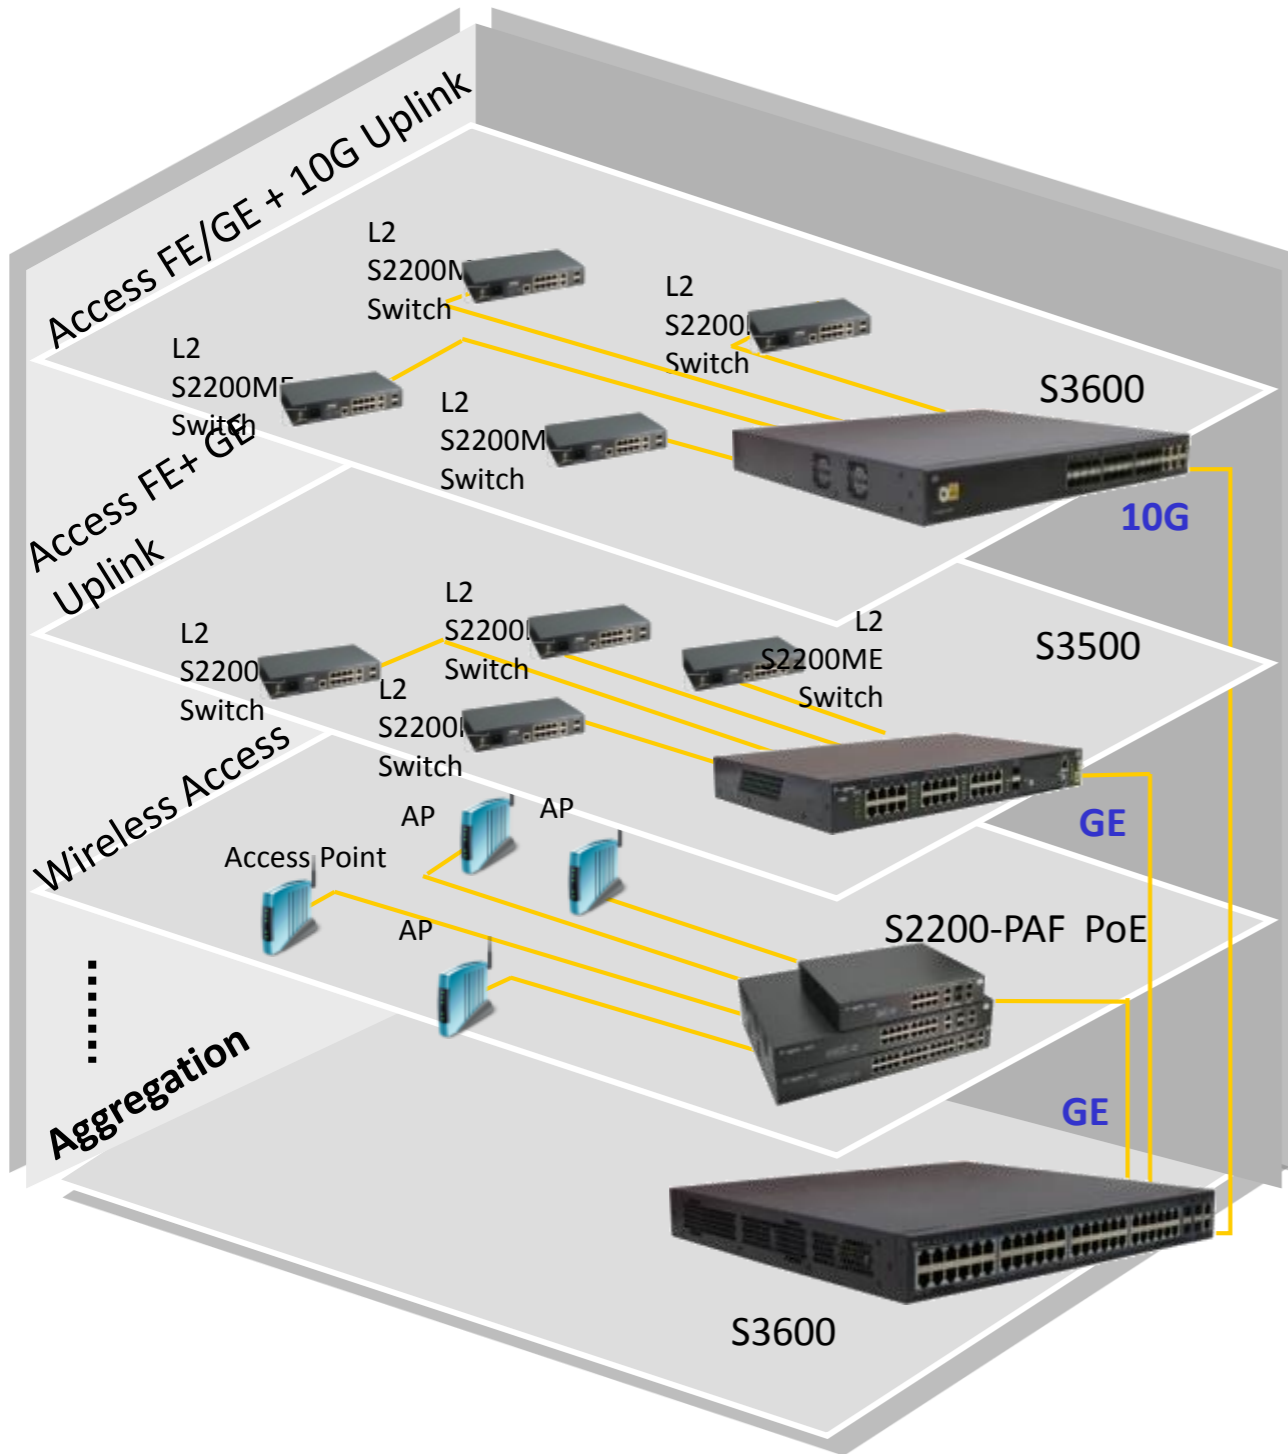 Access FE/GE + 10G Uplink
L2
S2200M
Switch
L2
S2200
Switch
L2
S2200ME
Switch
L2
S2200M
Switch
S3600
10G
Access FE+ GE
Uplink
L2
S2200
Switch
L2
S2200
Switch
L2
S2200ME
Switch
L2
S2200
Switch
S3500
GE
Wireless Access
AP
AP
Access Point
AP
S2200-PAF PoE
GE
Aggregation
S3600